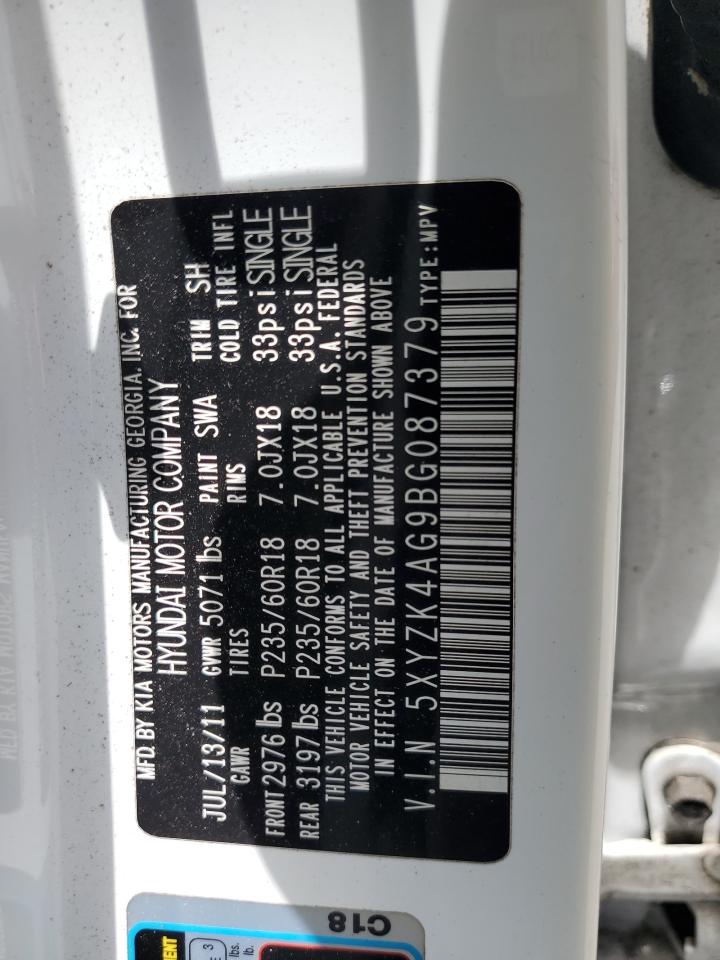 MFD. BY KIA MOTORS MANUFACTURING GEORGIA. INC. FOR
HYUNDAI MOTOR COMPANY
JUL/13/11 GVWR 5071 lbs PAINT SWA TRIM SH
GAWR TIRES RIMS COLD TIRE INFL
FRONT 2976 lbs P235/60R18 7.0JX18 33psi SINGLE
REAR 3197 lbs P235/60R18 7.0JX18 33psi SINGLE
THIS VEHICLE CONFORMS TO ALL APPLICABLE U.S.A. FEDERAL
MOTOR VEHICLE SAFETY AND THEFT PREVENTION STANDARDS
IN EFFECT ON THE DATE OF MANUFACTURE SHOWN ABOVE
V.I.N 5XYZK4AG9BG087379 TYPE:MPV
C18
3
lbs.
lb.